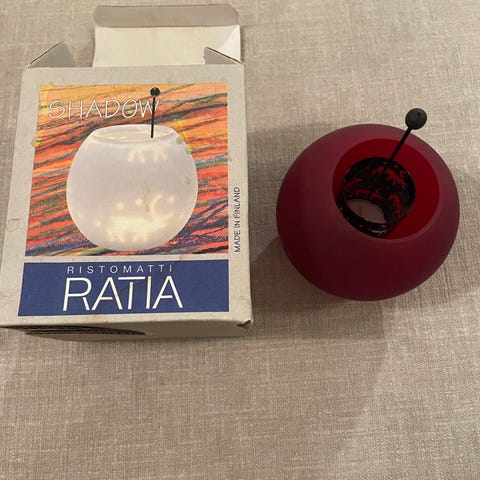 SHADOW
MADE IN FINLAND
RISTOMATTI
RATIA